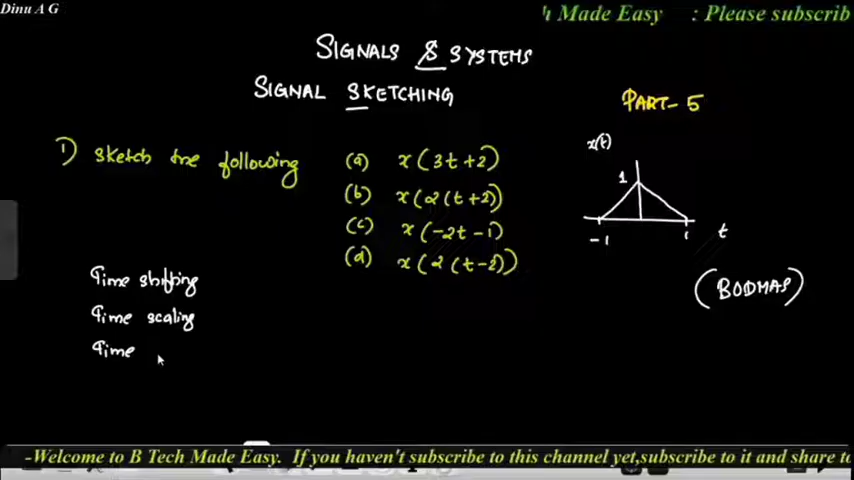 Dinu A G
h Made Easy : Please subscrib
SIGNALS & SYSTEMS
SIGNAL SKETCHING
PART-5
1) Sketch the following
(a) x(3t+2)
(b) x(2(t+2))
(c) x(-2t-1)
(d) x(2(t-2))
x(t)
1
-1
1
t
(BODMAS)
Time shifting
Time scaling
Time
-Welcome to B Tech Made Easy. If you haven't subscribe to this channel yet,subscribe to it and share to